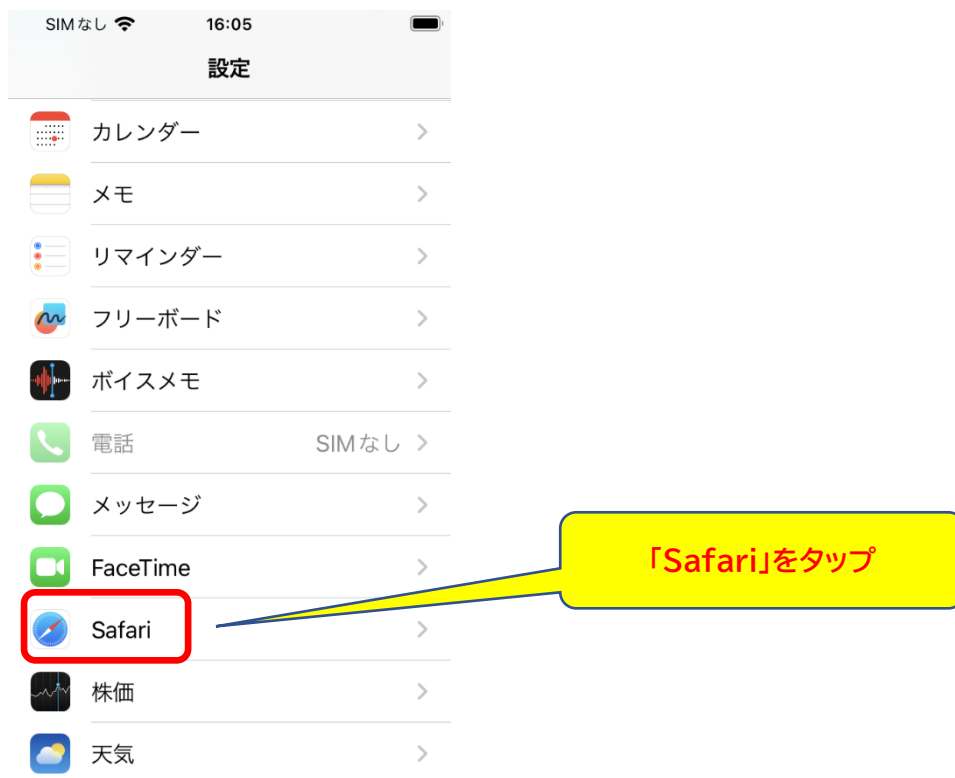 SIMなし 16:05
設定
カレンダー
メモ
リマインダー
フリーボード
ボイスメモ
電話 SIMなし
メッセージ
FaceTime
「Safari」をタップ
Safari
株価
天気